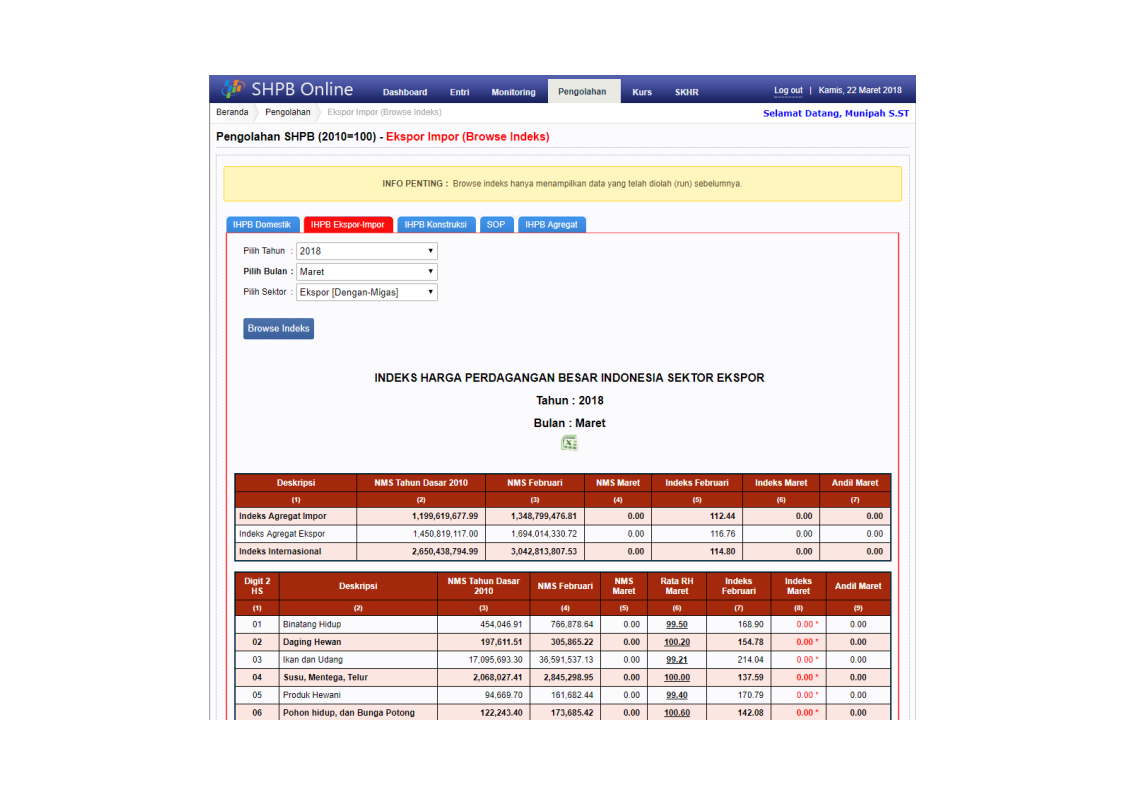 SHPB Online Dashboard Entri Monitoring Pengolahan Kurs SKHR Log out | Kamis, 22 Maret 2018
Beranda Pengolahan Ekspor Impor (Browse Indeks) Selamat Datang, Munipah S.ST
Pengolahan SHPB (2010=100) - Ekspor Impor (Browse Indeks)
INFO PENTING : Browse indeks hanya menampilkan data yang telah diolah (run) sebelumnya.
IHPB Domestik IHPB Ekspor-Impor IHPB Konstruksi SOP IHPB Agregat
Pilih Tahun : 2018
Pilih Bulan : Maret
Pilih Sektor : Ekspor [Dengan-Migas]
Browse Indeks
INDEKS HARGA PERDAGANGAN BESAR INDONESIA SEKTOR EKSPOR
Tahun : 2018
Bulan : Maret
Deskripsi NMS Tahun Dasar 2010 NMS Februari NMS Maret Indeks Februari Indeks Maret Andil Maret
(1) (2) (3) (4) (5) (6) (7)
Indeks Agregat Impor 1,199,619,677.99 1,348,799,476.81 0.00 112.44 0.00 0.00
Indeks Agregat Ekspor 1,450,819,117.00 1,694,014,330.72 0.00 116.76 0.00 0.00
Indeks Internasional 2,650,438,794.99 3,042,813,807.53 0.00 114.80 0.00 0.00
Digit 2 HS Deskripsi NMS Tahun Dasar 2010 NMS Februari NMS Maret Rata RH Maret Indeks Februari Indeks Maret Andil Maret
(1) (2) (3) (4) (5) (6) (7) (8) (9)
01 Binatang Hidup 454,046.91 766,878.64 0.00 99.50 168.90 0.00 * 0.00
02 Daging Hewan 197,611.51 305,865.22 0.00 100.20 154.78 0.00 * 0.00
03 Ikan dan Udang 17,095,693.30 36,591,537.13 0.00 99.21 214.04 0.00 * 0.00
04 Susu, Mentega, Telur 2,068,027.41 2,845,298.95 0.00 100.00 137.59 0.00 * 0.00
05 Produk Hewani 94,669.70 161,682.44 0.00 99.40 170.79 0.00 * 0.00
06 Pohon hidup, dan Bunga Potong 122,243.40 173,685.42 0.00 100.60 142.08 0.00 * 0.00